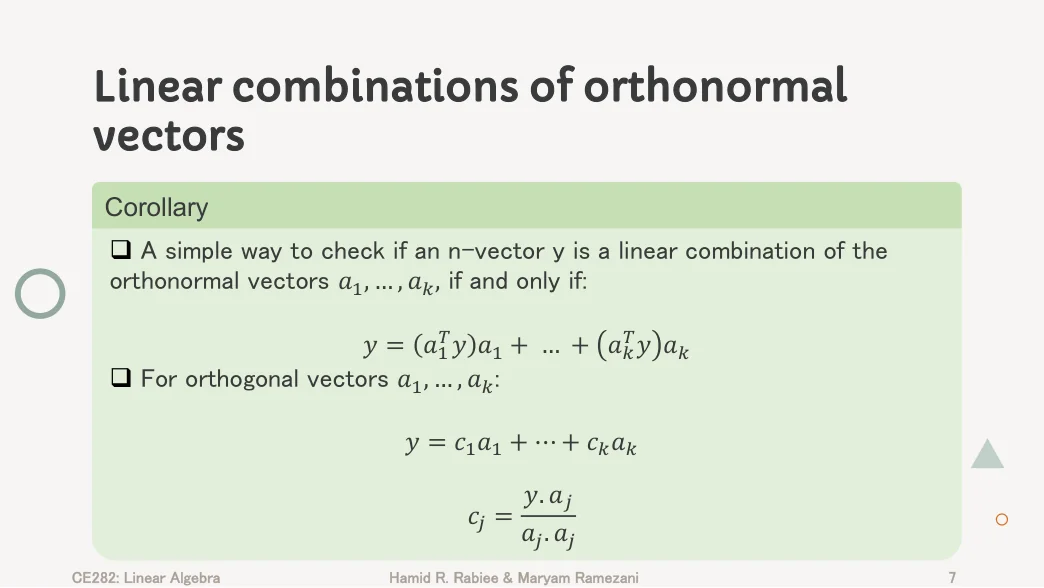 Linear combinations of orthonormal
vectors
Corollary
❑ A simple way to check if an n-vector y is a linear combination of the
orthonormal vectors a₁, … , aₖ, if and only if:
y = (a₁ᵀy)a₁ + … + (aₖᵀy)aₖ
❑ For orthogonal vectors a₁, … , aₖ:
y = c₁a₁ + ⋯ + cₖaₖ
cⱼ = y. aⱼ / aⱼ. aⱼ
CE282: Linear Algebra Hamid R. Rabiee & Maryam Ramezani 7